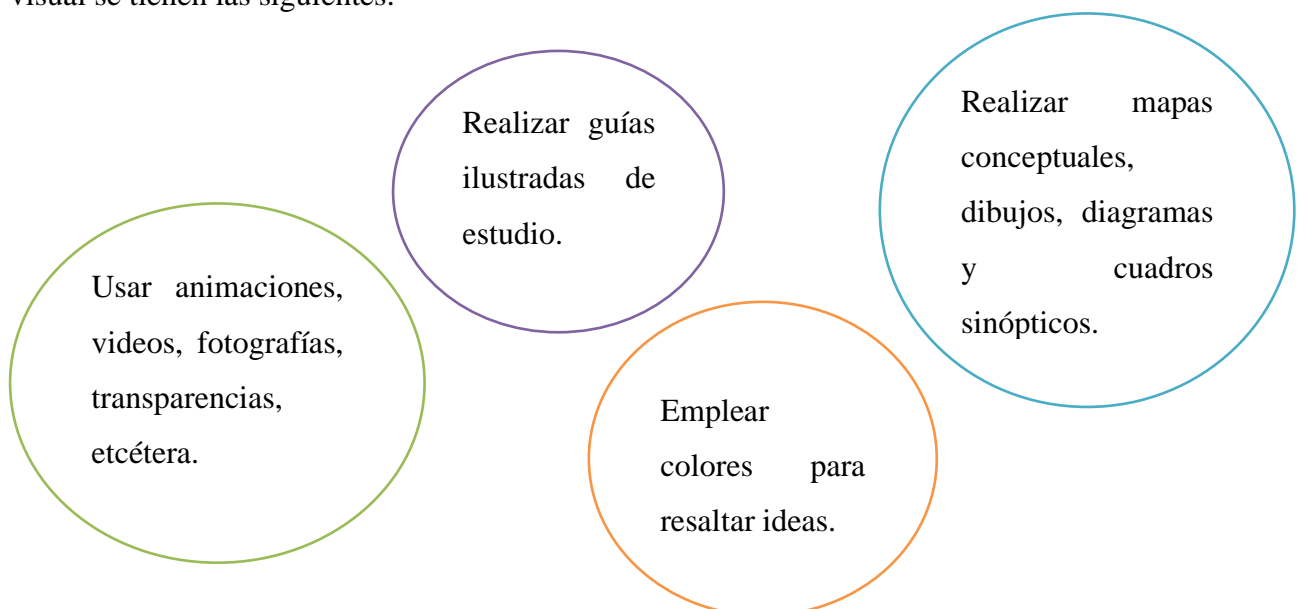 visual se tienen las siguientes:
Realizar guías
ilustradas de
estudio.
Realizar mapas
conceptuales,
dibujos, diagramas
y cuadros
sinópticos.
Usar animaciones,
videos, fotografías,
transparencias,
etcétera.
Emplear
colores para
resaltar ideas.